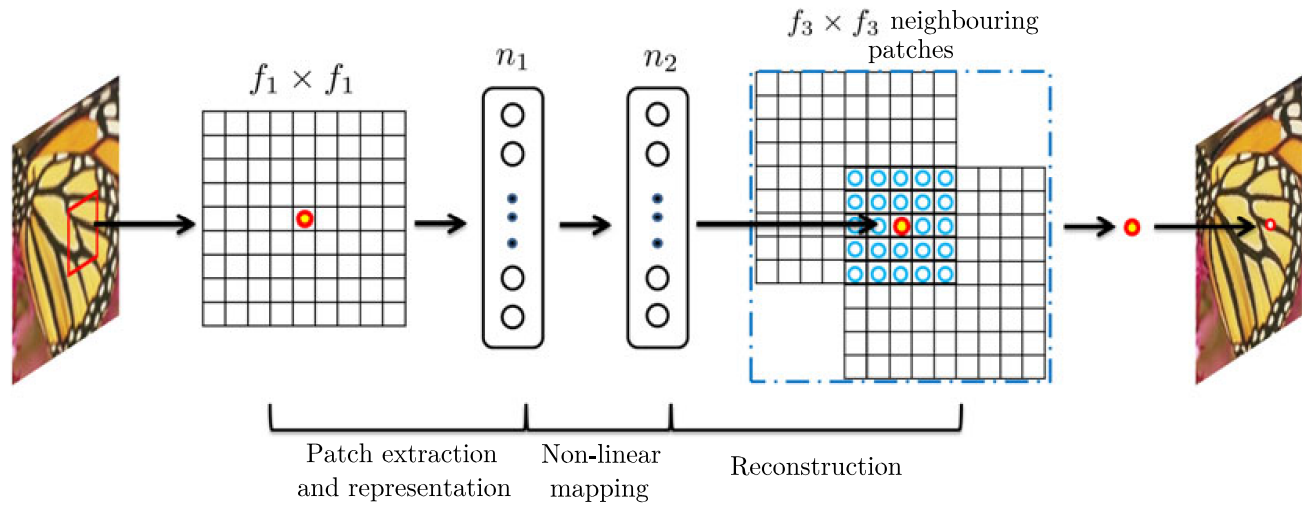 f₁ × f₁
n₁
n₂
f₃ × f₃ neighbouring
patches
Patch extraction
and representation
Non-linear
mapping
Reconstruction